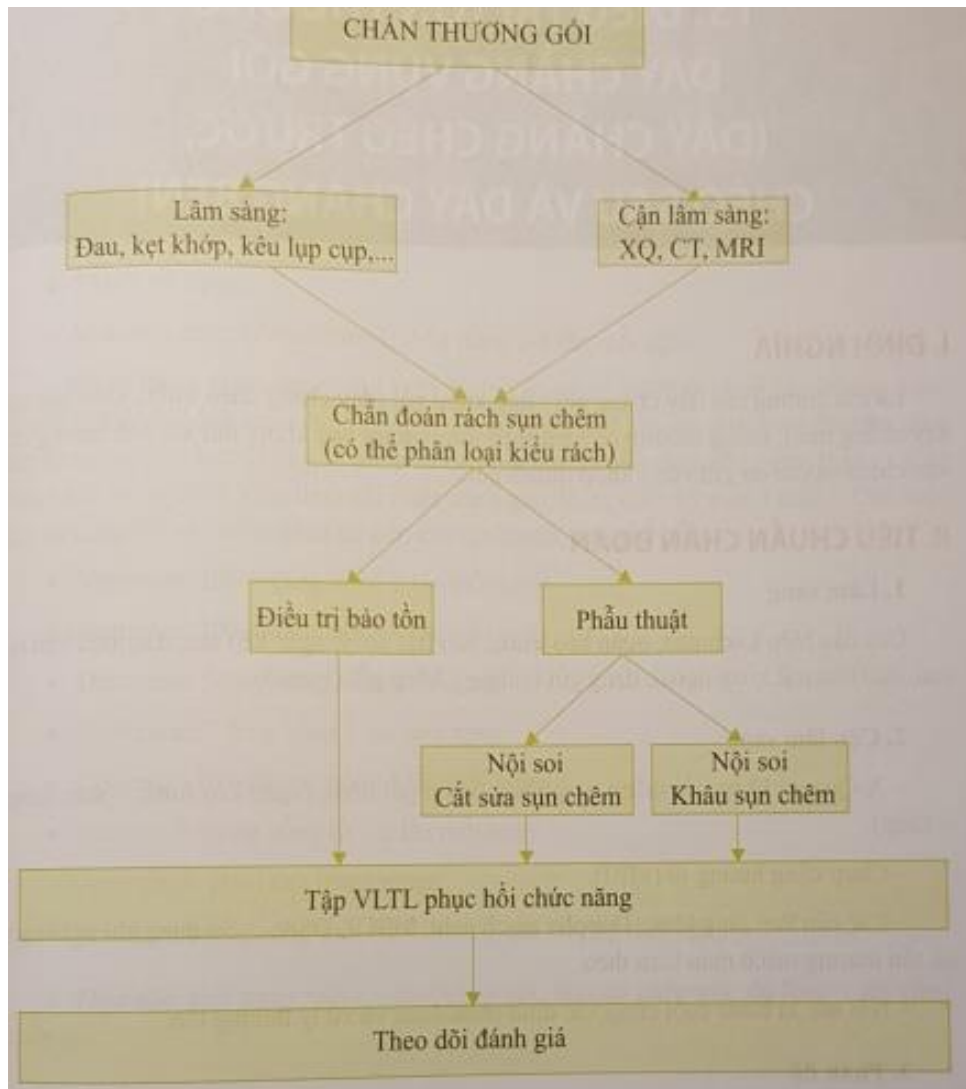 CHẤN THƯƠNG GỐI
Lâm sàng:
Đau, kẹt khớp, kêu lụp cụp,...
Cận lâm sàng:
XQ, CT, MRI
Chẩn đoán rách sụn chêm
(có thể phân loại kiểu rách)
Điều trị bảo tồn
Phẫu thuật
Nội soi
Cắt sửa sụn chêm
Nội soi
Khâu sụn chêm
Tập VLTL phục hồi chức năng
Theo dõi đánh giá